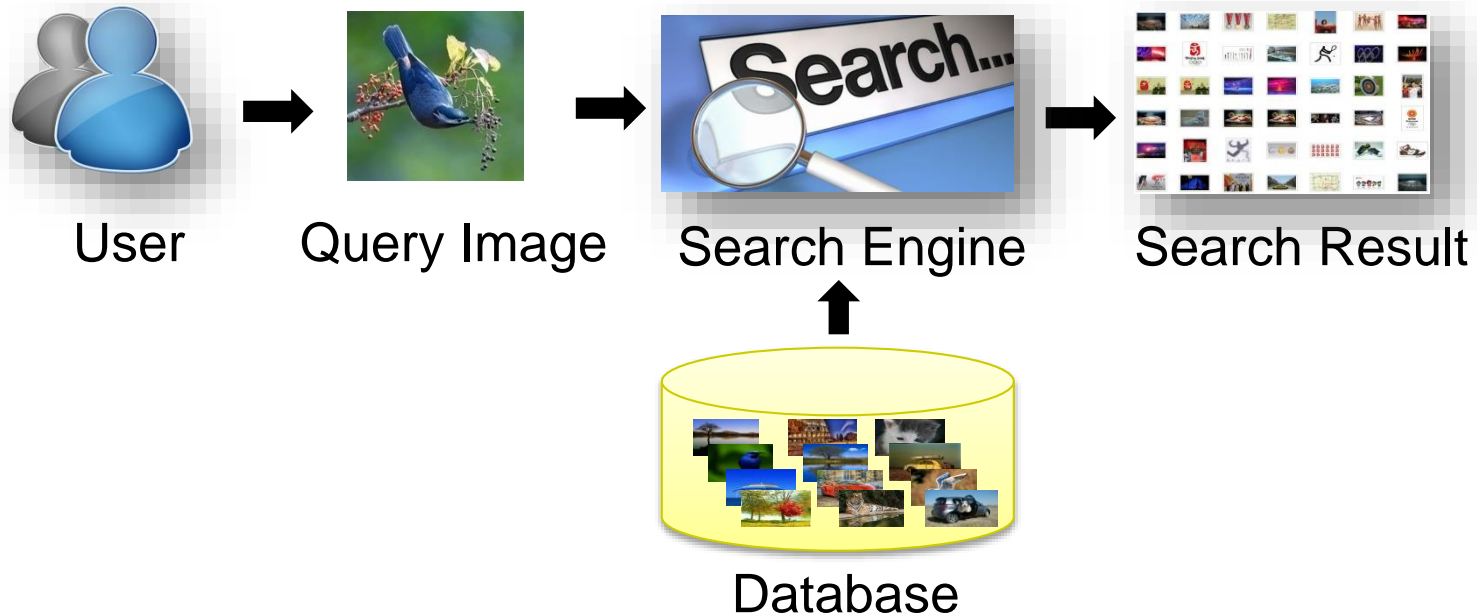 Search...
User
Query Image
Search Engine
Search Result
Database